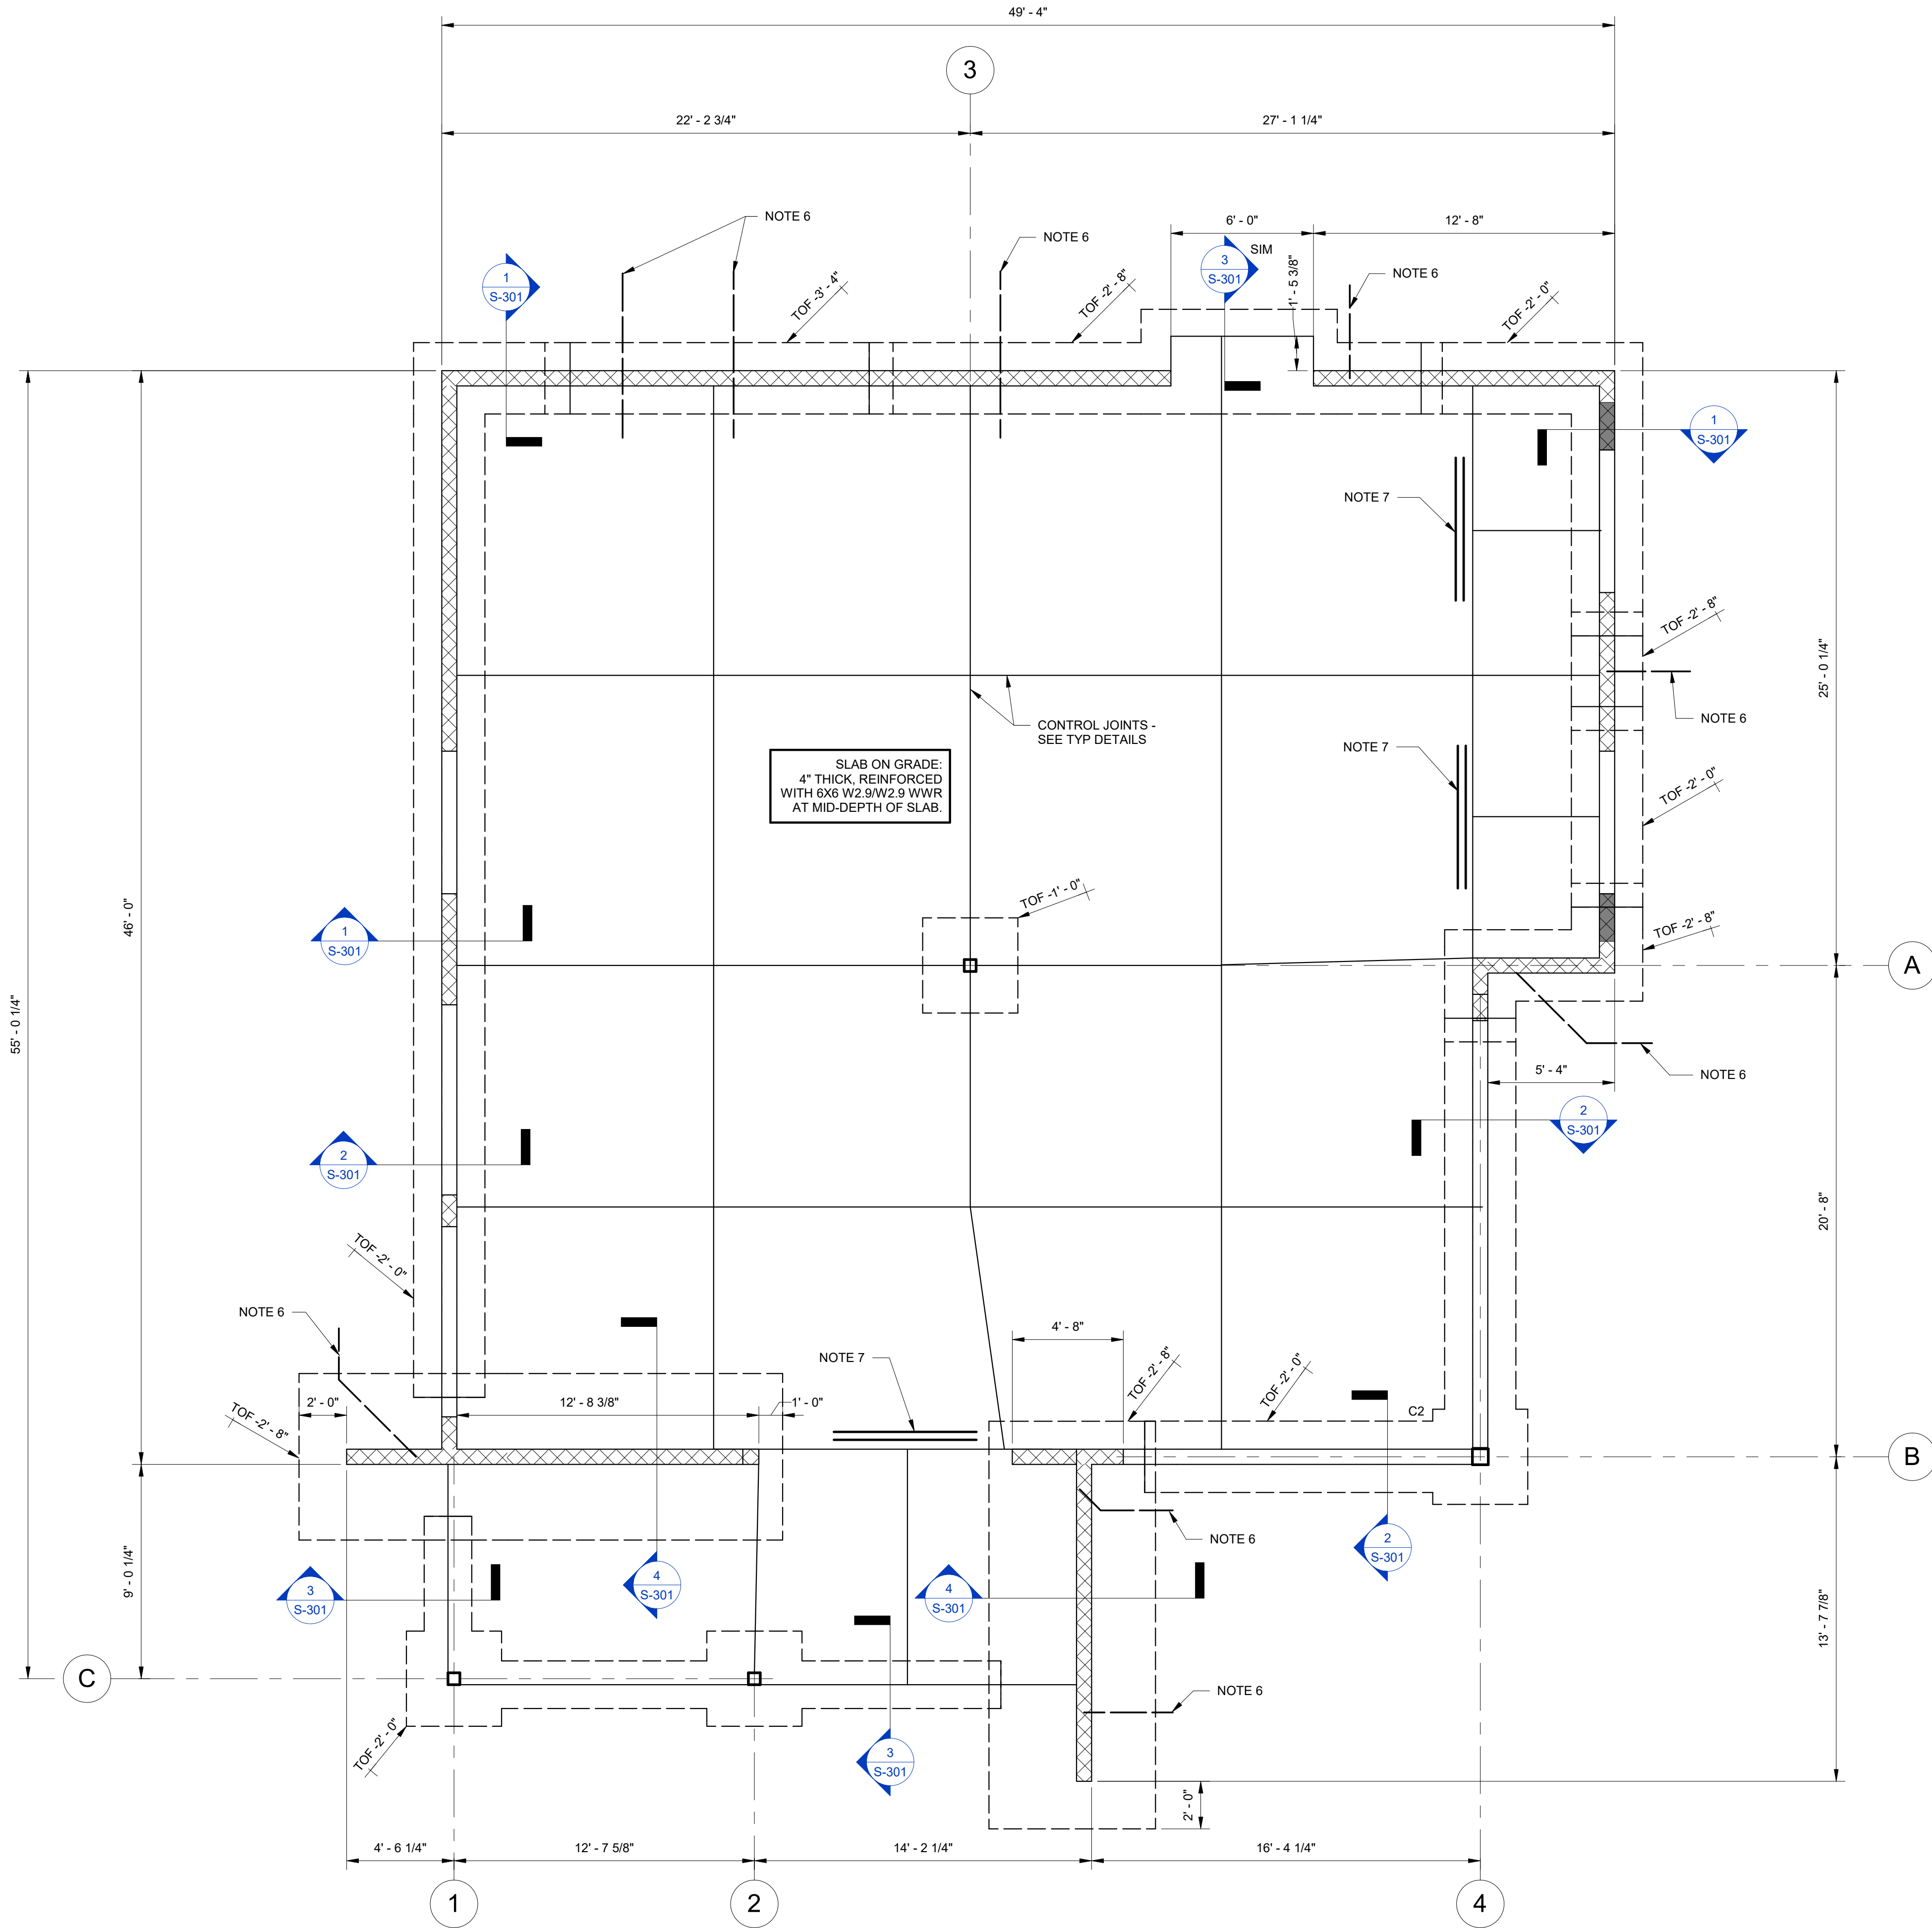 49' - 4"
3
22' - 2 3/4"
27' - 1 1/4"
NOTE 6
NOTE 6
6' - 0"
12' - 8"
SIM
3
S-301
1' - 5 3/8"
NOTE 6
1
S-301
TOF -3' - 4"
TOF -2' - 8"
TOF -2' - 0"
1
S-301
NOTE 7
TOF -2' - 8"
25' - 0 1/4"
NOTE 6
CONTROL JOINTS -
SEE TYP DETAILS
NOTE 7
SLAB ON GRADE:
4" THICK, REINFORCED
WITH 6X6 W2.9/W2.9 WWR
AT MID-DEPTH OF SLAB.
TOF -2' - 0"
TOF -1' - 0"
46' - 0"
1
S-301
TOF -2' - 8"
A
55' - 0 1/4"
5' - 4"
NOTE 6
2
S-301
2
S-301
20' - 8"
TOF -2' - 0"
NOTE 6
4' - 8"
NOTE 7
TOF -2' - 8"
TOF -2' - 0"
C2
2' - 0"
12' - 8 3/8"
1' - 0"
TOF -2' - 8"
B
NOTE 6
2
S-301
9' - 0 1/4"
3
S-301
4
S-301
4
S-301
13' - 7 7/8"
C
NOTE 6
TOF -2' - 0"
3
S-301
2' - 0"
4' - 6 1/4"
12' - 7 5/8"
14' - 2 1/4"
16' - 4 1/4"
1
2
4